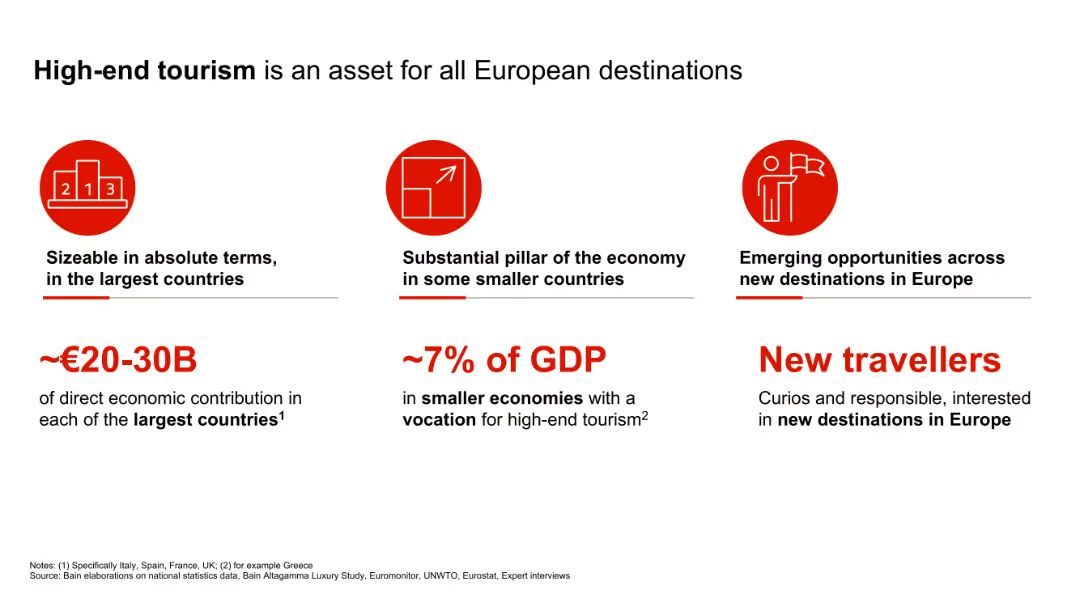 High-end tourism is an asset for all European destinations
2 1 3
Sizeable in absolute terms,
in the largest countries
~€20-30B
of direct economic contribution in
each of the largest countries¹
Substantial pillar of the economy
in some smaller countries
~7% of GDP
in smaller economies with a
vocation for high-end tourism²
Emerging opportunities across
new destinations in Europe
New travellers
Curios and responsible, interested
in new destinations in Europe
Notes: (1) Specifically Italy, Spain, France, UK; (2) for example Greece
Source: Bain elaborations on national statistics data, Bain Altagamma Luxury Study, Euromonitor, UNWTO, Eurostat, Expert interviews